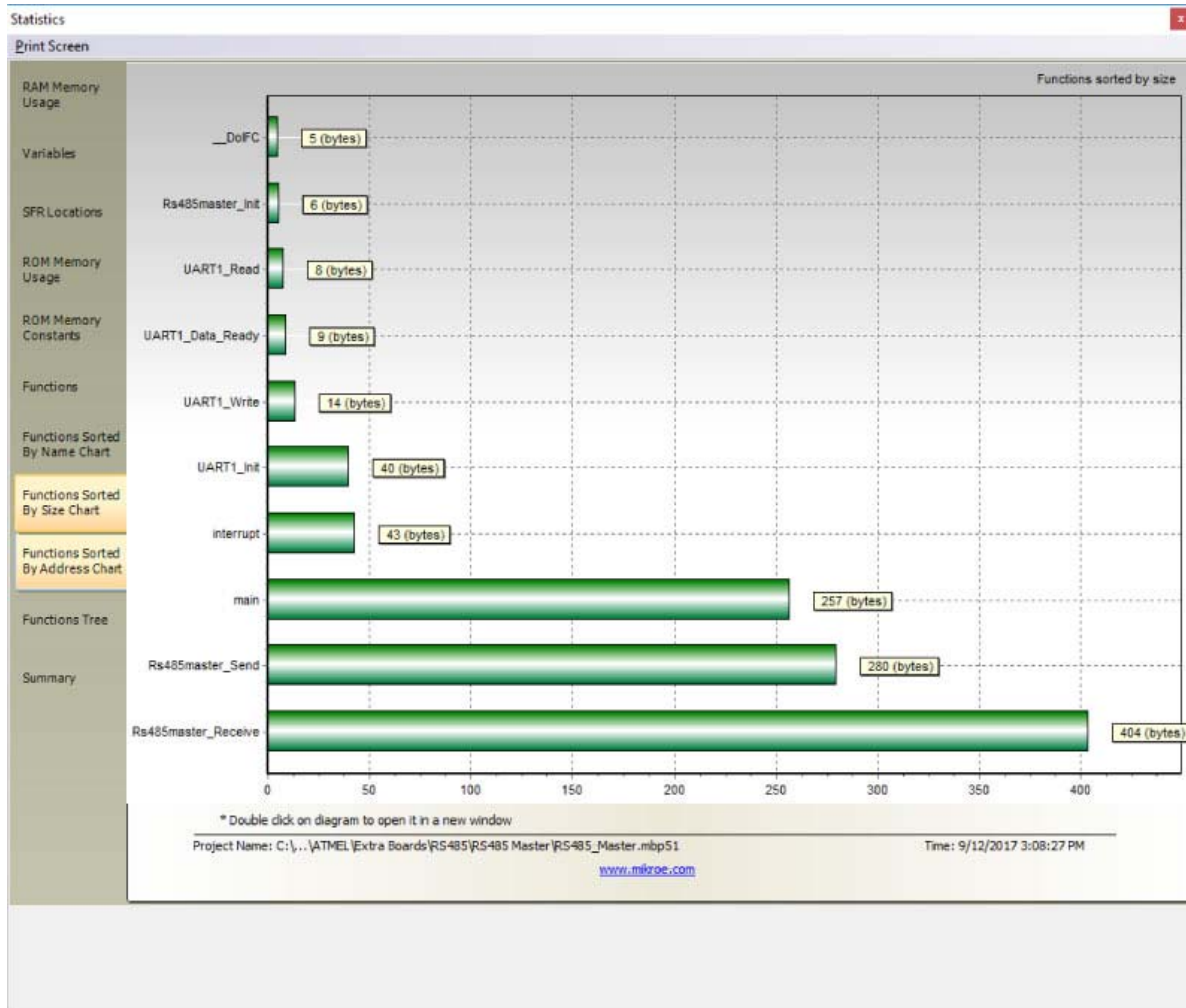 Statistics
x
Print Screen
RAM Memory
Usage
Variables
SFR Locations
ROM Memory
Usage
ROM Memory
Constants
Functions
Functions Sorted
By Name Chart
Functions Sorted
By Size Chart
Functions Sorted
By Address Chart
Functions Tree
Summary
Functions sorted by size
__DoIFC
5 (bytes)
Rs485master_Init
6 (bytes)
UART1_Read
8 (bytes)
UART1_Data_Ready
9 (bytes)
UART1_Write
14 (bytes)
UART1_Init
40 (bytes)
interrupt
43 (bytes)
main
257 (bytes)
Rs485master_Send
280 (bytes)
Rs485master_Receive
404 (bytes)
0 50 100 150 200 250 300 350 400
* Double click on diagram to open it in a new window
Project Name: C:\...\ATMEL\Extra Boards\RS485\RS485 Master\RS485_Master.mbp51 Time: 9/12/2017 3:08:27 PM
www.mikroe.com